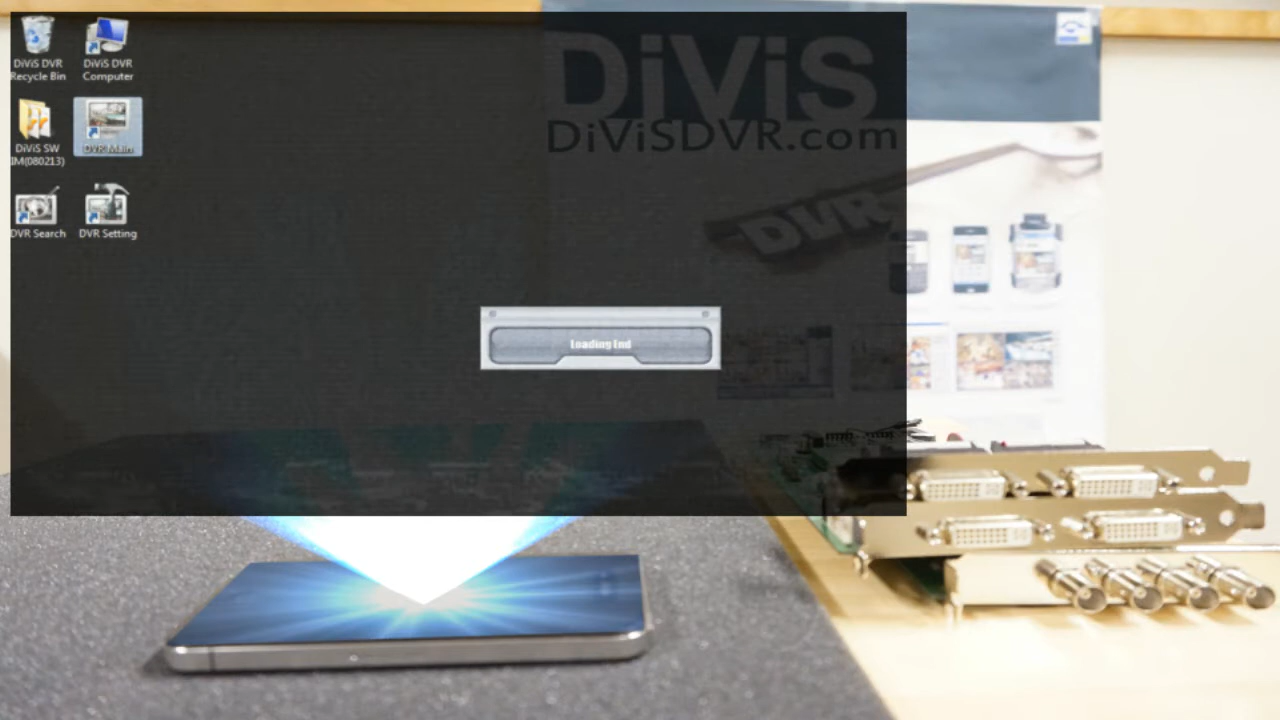 DiViS DVR
Recycle Bin
DiViS DVR
Computer
DiViS SW
IM(080213)
DVR Main
DVR Search
DVR Setting
DiViS
DiViSDVR.com
DVR
Loading End